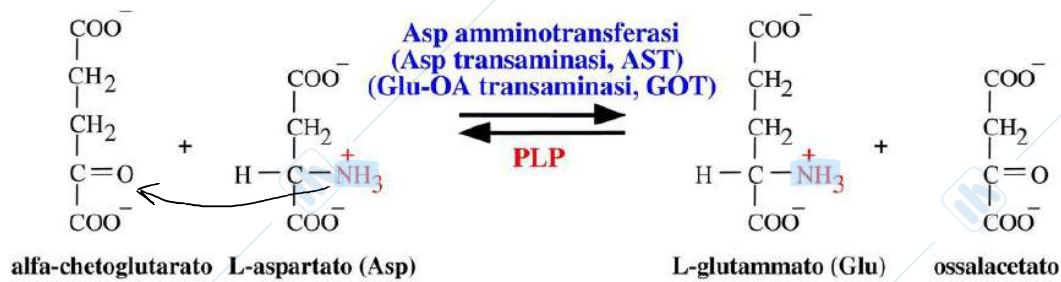 COO⁻
CH₂
CH₂
C=O
COO⁻
+
COO⁻
CH₂
H—C—NH₃⁺
COO⁻
Asp amminotransferasi
(Asp transaminasi, AST)
(Glu-OA transaminasi, GOT)
PLP
COO⁻
CH₂
CH₂
H—C—NH₃⁺
COO⁻
+
COO⁻
CH₂
C=O
COO⁻
alfa-chetoglutarato L-aspartato (Asp) L-glutammato (Glu) ossalacetato